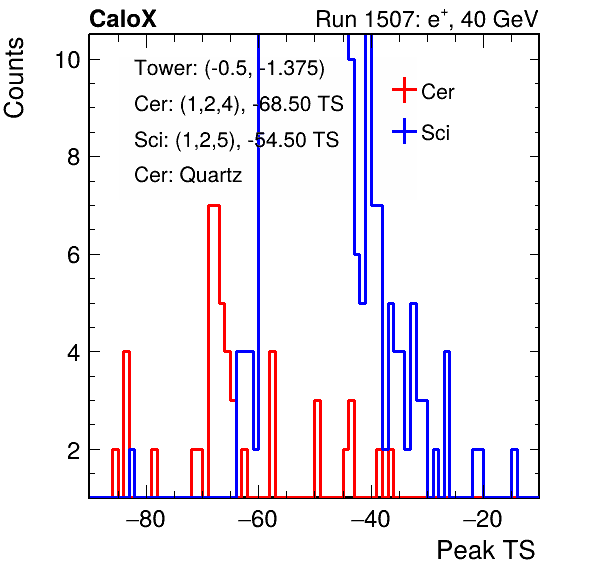 CaloX Run 1507: e⁺, 40 GeV
Counts
Tower: (-0.5, -1.375)
Cer: (1,2,4), -68.50 TS
Sci: (1,2,5), -54.50 TS
Cer: Quartz
Cer
Sci
10
8
6
4
2
−80 −60 −40 −20
Peak TS